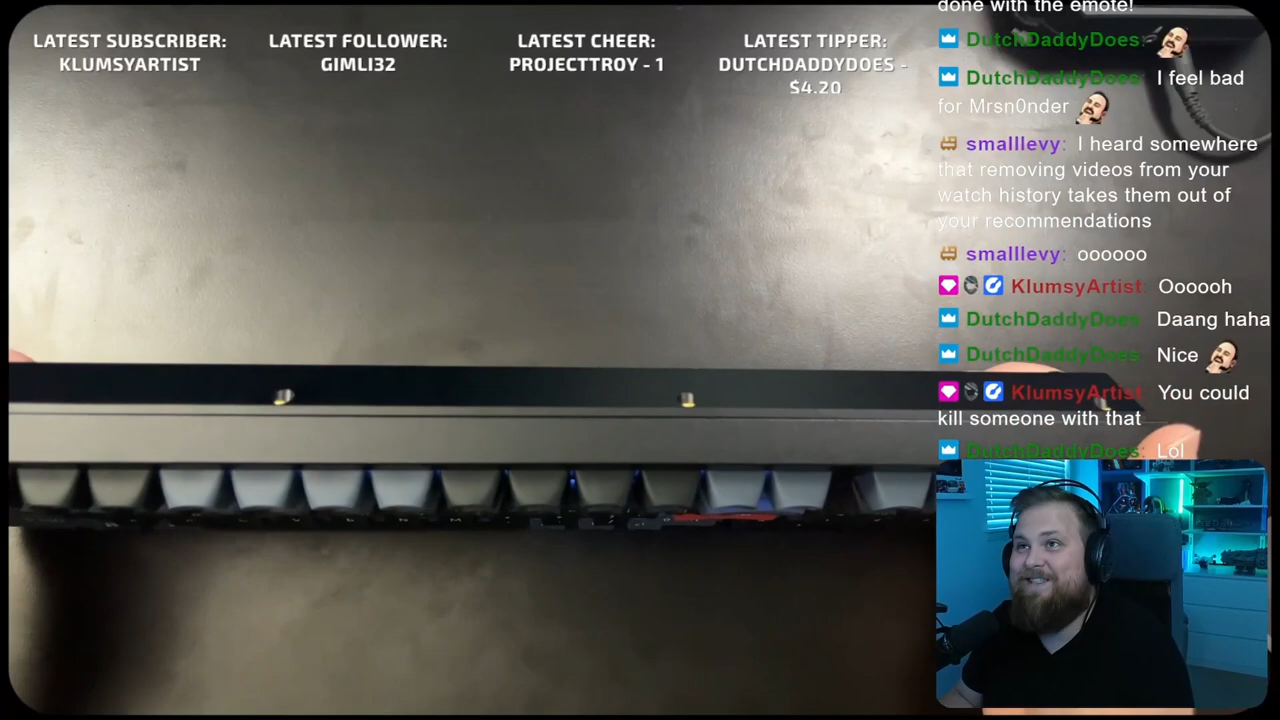 LATEST SUBSCRIBER:
KLUMSYARTIST
LATEST FOLLOWER:
GIMLI32
LATEST CHEER:
PROJECTTROY - 1
LATEST TIPPER:
DUTCHDADDYDOES -
$4.20
done with the emote!
DutchDaddyDoes:
DutchDaddyDoes: I feel bad
for Mrsn0nder
smalllevy: I heard somewhere
that removing videos from your
watch history takes them out of
your recommendations
smalllevy: oooooo
KlumsyArtist: Oooooh
DutchDaddyDoes: Daang haha
DutchDaddyDoes: Nice
KlumsyArtist: You could
kill someone with that
DutchDaddyDoes: Lol